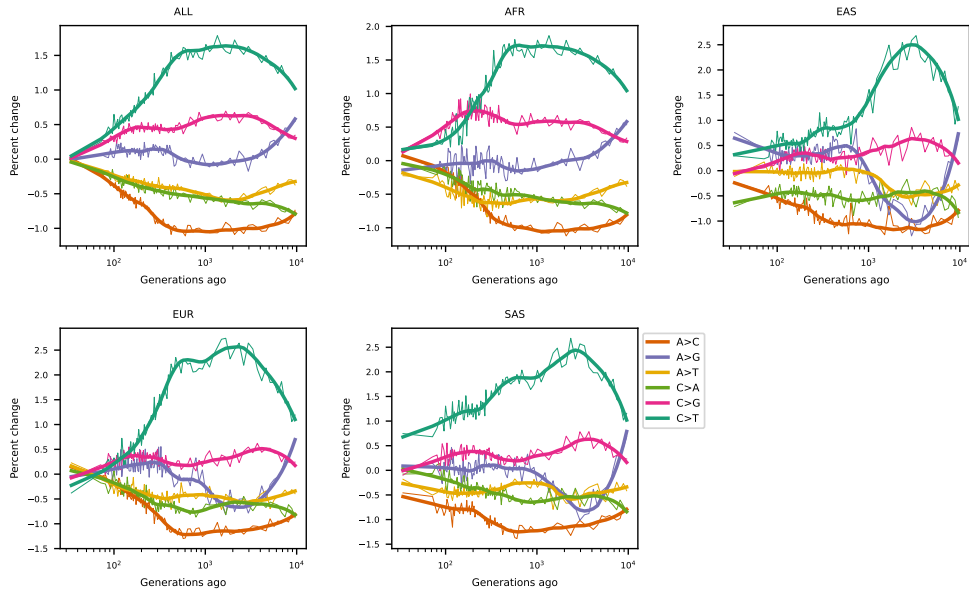 ALL
1.5
1.0
0.5
0.0
−0.5
−1.0
Percent change
10²
10³
10⁴
Generations ago
AFR
2.0
1.5
1.0
0.5
0.0
−0.5
−1.0
Percent change
10²
10³
10⁴
Generations ago
EAS
2.5
2.0
1.5
1.0
0.5
0.0
−0.5
−1.0
Percent change
10²
10³
10⁴
Generations ago
EUR
2.5
2.0
1.5
1.0
0.5
0.0
−0.5
−1.0
−1.5
Percent change
10²
10³
10⁴
Generations ago
SAS
2.5
2.0
1.5
1.0
0.5
0.0
−0.5
−1.0
−1.5
Percent change
10²
10³
10⁴
Generations ago
A>C
A>G
A>T
C>A
C>G
C>T